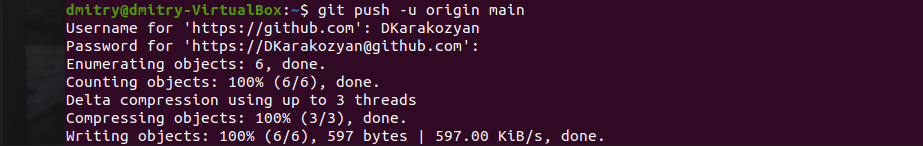 dmitry@dmitry-VirtualBox:~$ git push -u origin main
Username for 'https://github.com': DKarakozyan
Password for 'https://DKarakozyan@github.com':
Enumerating objects: 6, done.
Counting objects: 100% (6/6), done.
Delta compression using up to 3 threads
Compressing objects: 100% (3/3), done.
Writing objects: 100% (6/6), 597 bytes | 597.00 KiB/s, done.